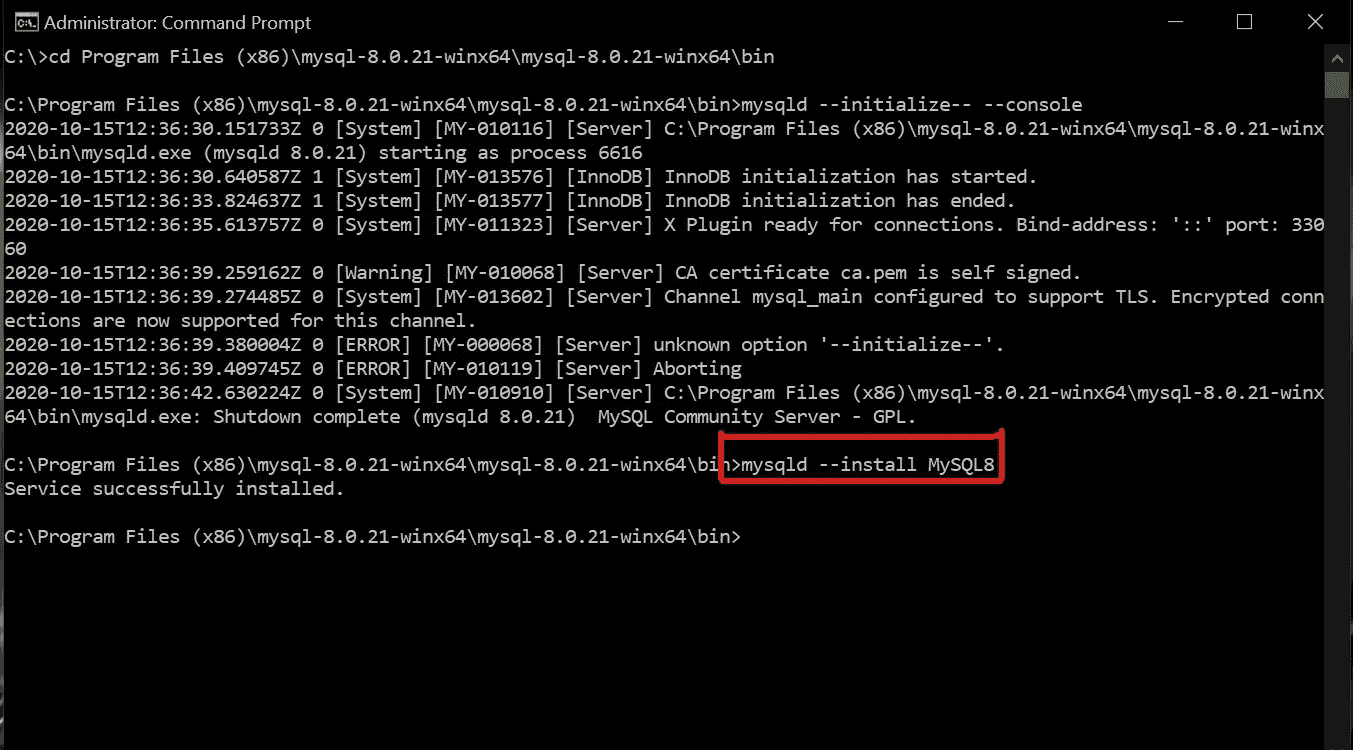 Administrator: Command Prompt
C:\>cd Program Files (x86)\mysql-8.0.21-winx64\mysql-8.0.21-winx64\bin
C:\Program Files (x86)\mysql-8.0.21-winx64\mysql-8.0.21-winx64\bin>mysqld --initialize-- --console
2020-10-15T12:36:30.151733Z 0 [System] [MY-010116] [Server] C:\Program Files (x86)\mysql-8.0.21-winx64\mysql-8.0.21-winx
64\bin\mysqld.exe (mysqld 8.0.21) starting as process 6616
2020-10-15T12:36:30.640587Z 1 [System] [MY-013576] [InnoDB] InnoDB initialization has started.
2020-10-15T12:36:33.824637Z 1 [System] [MY-013577] [InnoDB] InnoDB initialization has ended.
2020-10-15T12:36:35.613757Z 0 [System] [MY-011323] [Server] X Plugin ready for connections. Bind-address: '::' port: 330
60
2020-10-15T12:36:39.259162Z 0 [Warning] [MY-010068] [Server] CA certificate ca.pem is self signed.
2020-10-15T12:36:39.274485Z 0 [System] [MY-013602] [Server] Channel mysql_main configured to support TLS. Encrypted conn
ections are now supported for this channel.
2020-10-15T12:36:39.380004Z 0 [ERROR] [MY-000068] [Server] unknown option '--initialize--'.
2020-10-15T12:36:39.409745Z 0 [ERROR] [MY-010119] [Server] Aborting
2020-10-15T12:36:42.630224Z 0 [System] [MY-010910] [Server] C:\Program Files (x86)\mysql-8.0.21-winx64\mysql-8.0.21-winx
64\bin\mysqld.exe: Shutdown complete (mysqld 8.0.21)  MySQL Community Server - GPL.
C:\Program Files (x86)\mysql-8.0.21-winx64\mysql-8.0.21-winx64\bin>mysqld --install MySQL8
Service successfully installed.
C:\Program Files (x86)\mysql-8.0.21-winx64\mysql-8.0.21-winx64\bin>